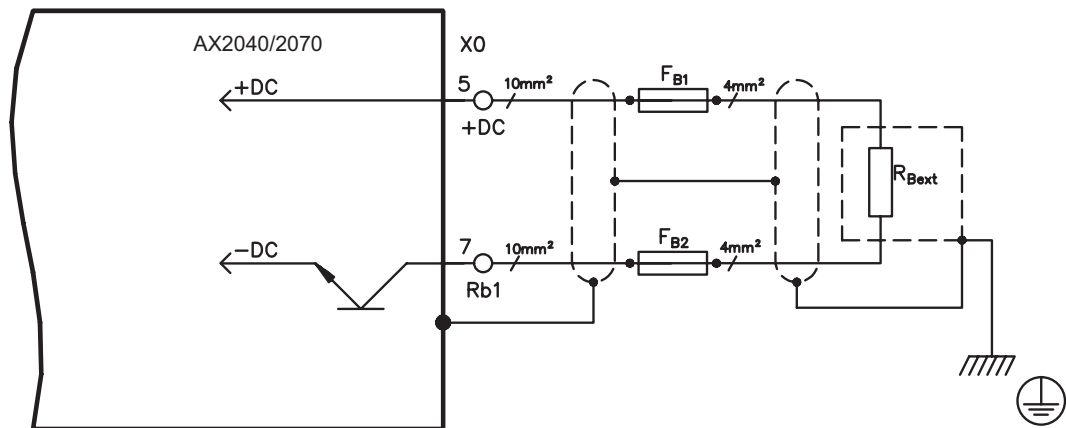 AX2040/2070
X0
+DC
5
10mm²
F B1
4mm²
+DC
R Bext
-DC
7
10mm²
F B2
4mm²
Rb1